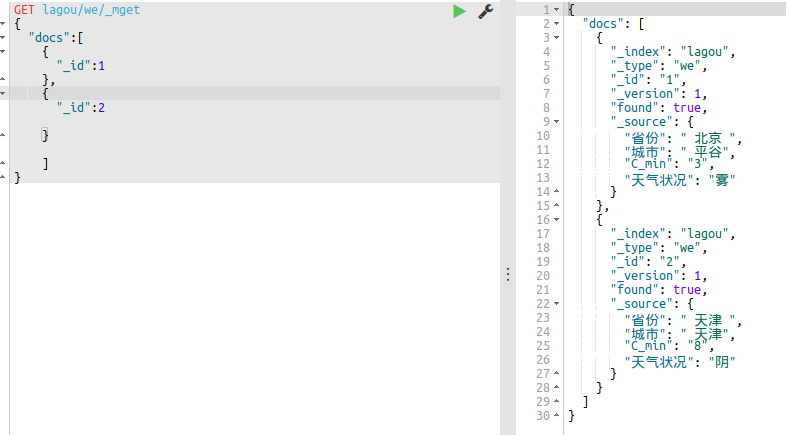 GET lagou/we/_mget
{
"docs":[
{
"_id":1
},
{
"_id":2
}
]
}
1 {
2 "docs": [
3 {
4 "_index": "lagou",
5 "_type": "we",
6 "_id": "1",
7 "_version": 1,
8 "found": true,
9 "_source": {
10 "省份": " 北京 ",
11 "城市": " 平谷",
12 "C_min": "3",
13 "天气状况": "雾"
14 }
15 },
16 {
17 "_index": "lagou",
18 "_type": "we",
19 "_id": "2",
20 "_version": 1,
21 "found": true,
22 "_source": {
23 "省份": " 天津 ",
24 "城市": " 天津",
25 "C_min": "8",
26 "天气状况": "阴"
27 }
28 }
29 ]
30 }